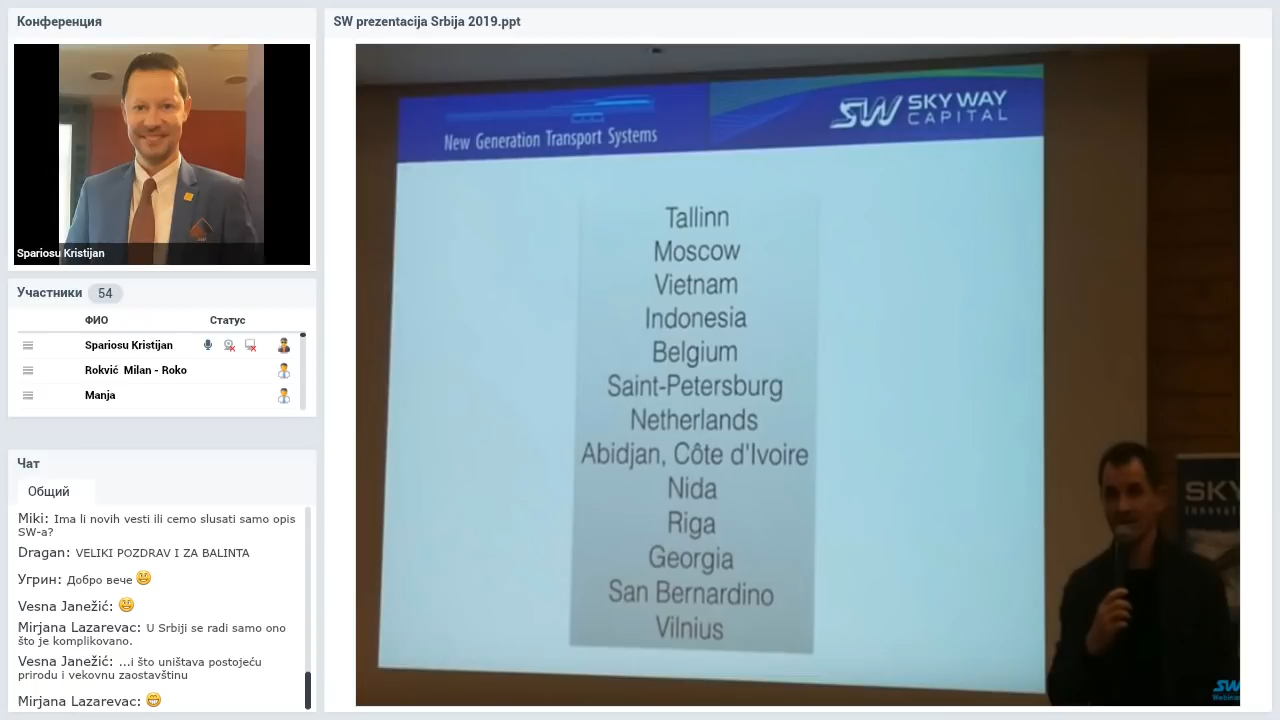 Конференция
Spariosu Kristijan
Участники 54
ФИО Статус
Spariosu Kristijan
Rokvić Milan - Roko
Manja
Чат
Общий
Miki: Ima li novih vesti ili cemo slusati samo opis
SW-a?
Dragan: VELIKI POZDRAV I ZA BALINTA
Угрин: Добро вече
Vesna Janežić:
Mirjana Lazarevac: U Srbiji se radi samo ono
što je komplikovano.
Vesna Janežić: ...i što uništava postojeću
prirodu i vekovnu zaostavštinu
Mirjana Lazarevac:
SW prezentacija Srbija 2019.ppt
New Generation Transport Systems
SW SKY WAY
CAPITAL
Tallinn
Moscow
Vietnam
Indonesia
Belgium
Saint-Petersburg
Netherlands
Abidjan, Côte d'Ivoire
Nida
Riga
Georgia
San Bernardino
Vilnius
SKY
SW